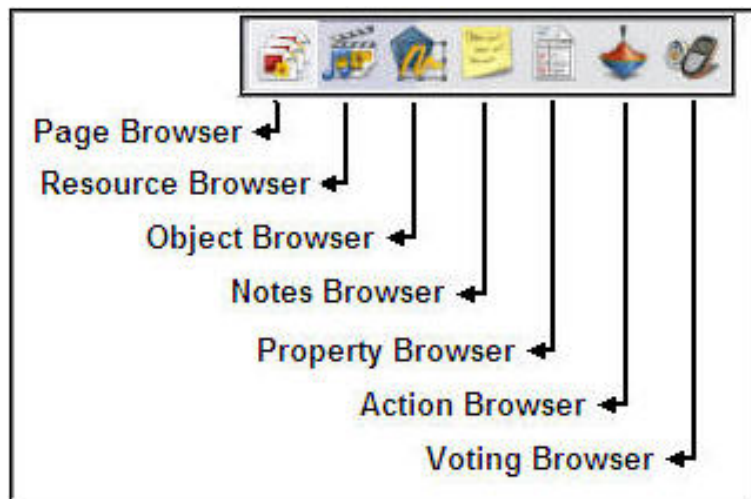 Page Browser
Resource Browser
Object Browser
Notes Browser
Property Browser
Action Browser
Voting Browser